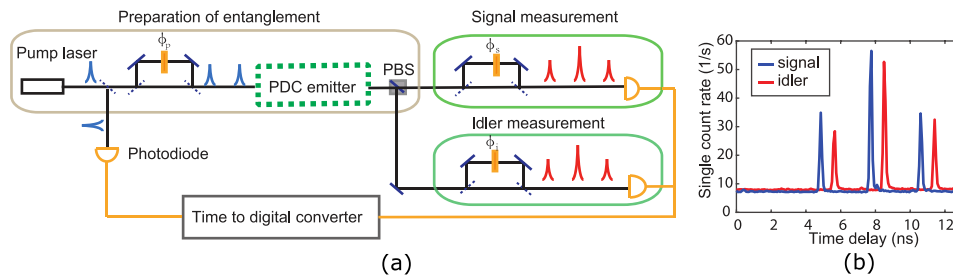 Preparation of entanglement
Signal measurement
Pump laser
ϕp
PDC emitter
PBS
ϕs
Idler measurement
ϕi
Photodiode
Time to digital converter
(a)
Single count rate (1/s)
60
50
40
30
20
10
0
signal
idler
0 2 4 6 8 10 12
Time delay (ns)
(b)